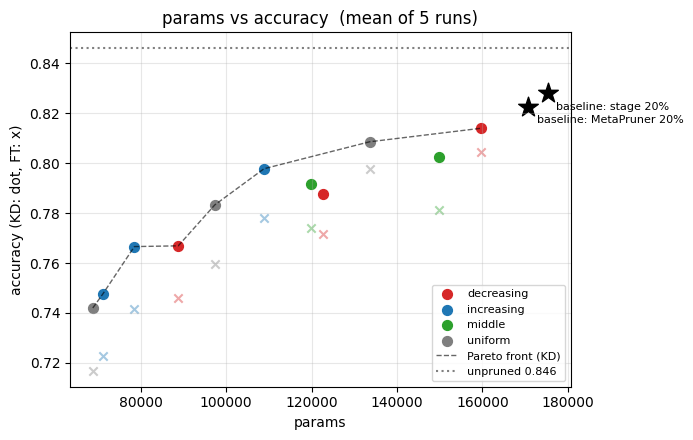 params vs accuracy  (mean of 5 runs)
accuracy (KD: dot, FT: x)
0.84
0.82
0.80
0.78
0.76
0.74
0.72
baseline: stage 20%
baseline: MetaPruner 20%
decreasing
increasing
middle
uniform
Pareto front (KD)
unpruned 0.846
80000 100000 120000 140000 160000 180000
params